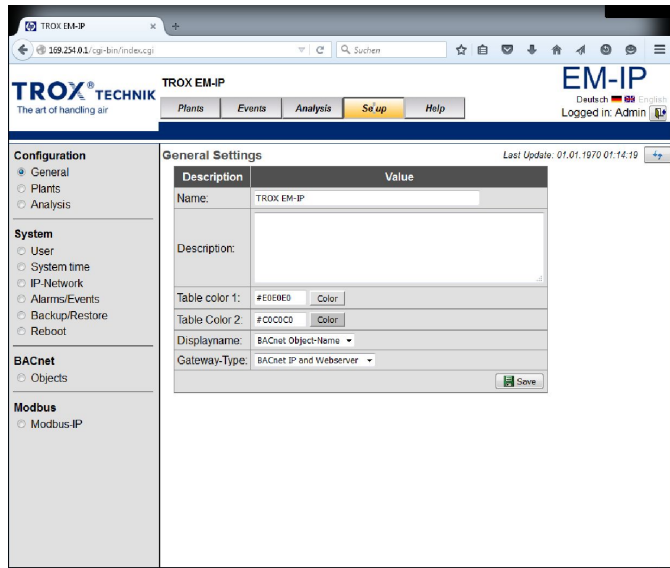 TROX EM-IP
169.254.0.1/cgi-bin/index.cgi
Suchen
TROX® TECHNIK
The art of handling air
TROX EM-IP
Plants Events Analysis Setup Help
EM-IP
Deutsch English
Logged in: Admin
Configuration
General
Plants
Analysis
System
User
System time
IP-Network
Alarms/Events
Backup/Restore
Reboot
BACnet
Objects
Modbus
Modbus-IP
General Settings
Last Update: 01.01.1970 01:14:19
Description Value
Name: TROX EM-IP
Description:
Table color 1: #E0E0E0 Color
Table Color 2: #C0C0C0 Color
Displayname: BACnet Object-Name
Gateway-Type: BACnet IP and Webserver
Save